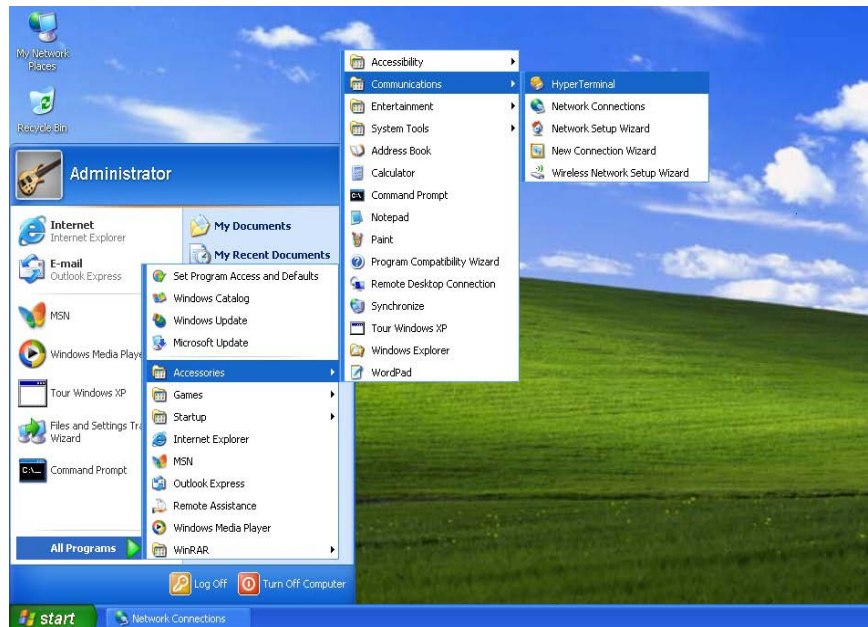 My Network
Places
Recycle Bin
Administrator
Internet
Internet Explorer
E-mail
Outlook Express
MSN
Windows Media Playe
Tour Windows XP
Files and Settings Tra
Wizard
Command Prompt
All Programs
My Documents
My Recent Documents
Set Program Access and Defaults
Windows Catalog
Windows Update
Microsoft Update
Accessories
Games
Startup
Internet Explorer
MSN
Outlook Express
Remote Assistance
Windows Media Player
WinRAR
Accessibility
Communications
Entertainment
System Tools
Address Book
Calculator
Command Prompt
Notepad
Paint
Program Compatibility Wizard
Remote Desktop Connection
Synchronize
Tour Windows XP
Windows Explorer
WordPad
HyperTerminal
Network Connections
Network Setup Wizard
New Connection Wizard
Wireless Network Setup Wizard
Log Off
Turn Off Computer
start
Network Connections